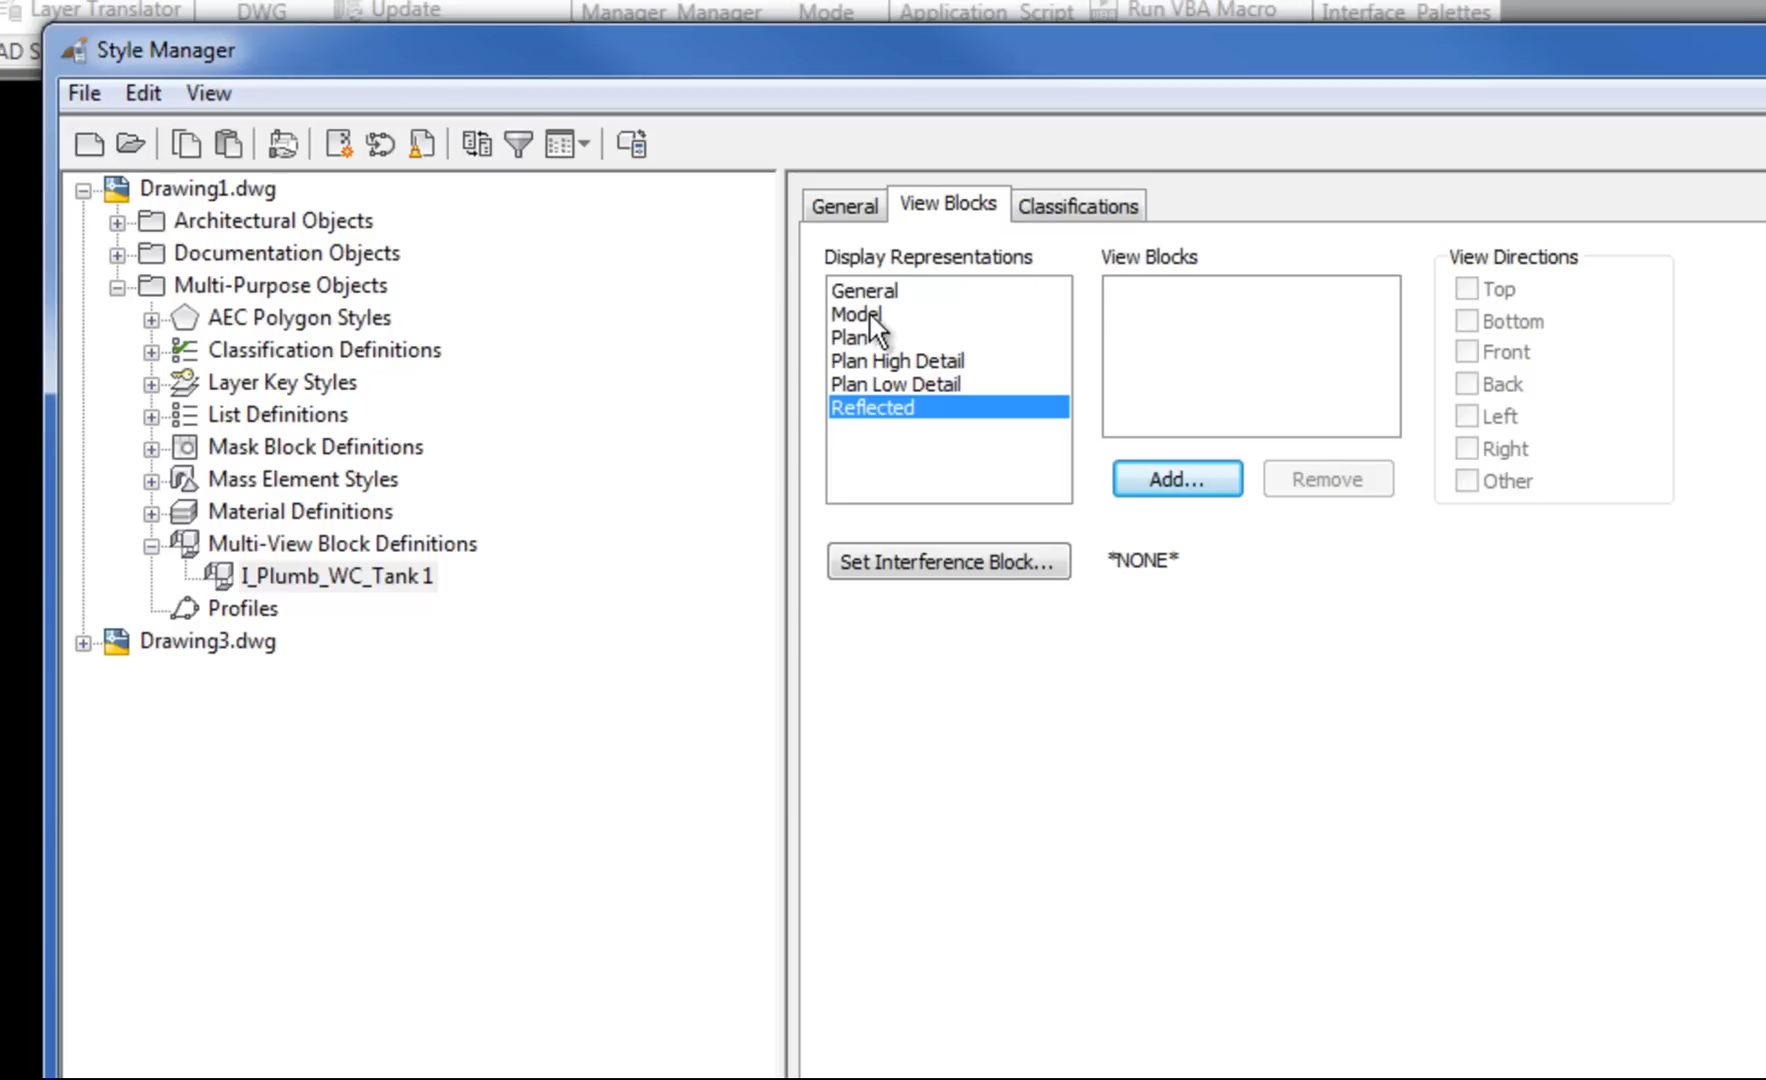 Layer Translator DWG Update Manager Manager Mode Application Script Run VBA Macro Interface Palettes
AD S
Style Manager
File Edit View
Drawing1.dwg
Architectural Objects
Documentation Objects
Multi-Purpose Objects
AEC Polygon Styles
Classification Definitions
Layer Key Styles
List Definitions
Mask Block Definitions
Mass Element Styles
Material Definitions
Multi-View Block Definitions
I_Plumb_WC_Tank1
Profiles
Drawing3.dwg
General View Blocks Classifications
Display Representations
General
Model
Plan
Plan High Detail
Plan Low Detail
Reflected
Set Interference Block...
View Blocks
Add... Remove
*NONE*
View Directions
Top
Bottom
Front
Back
Left
Right
Other